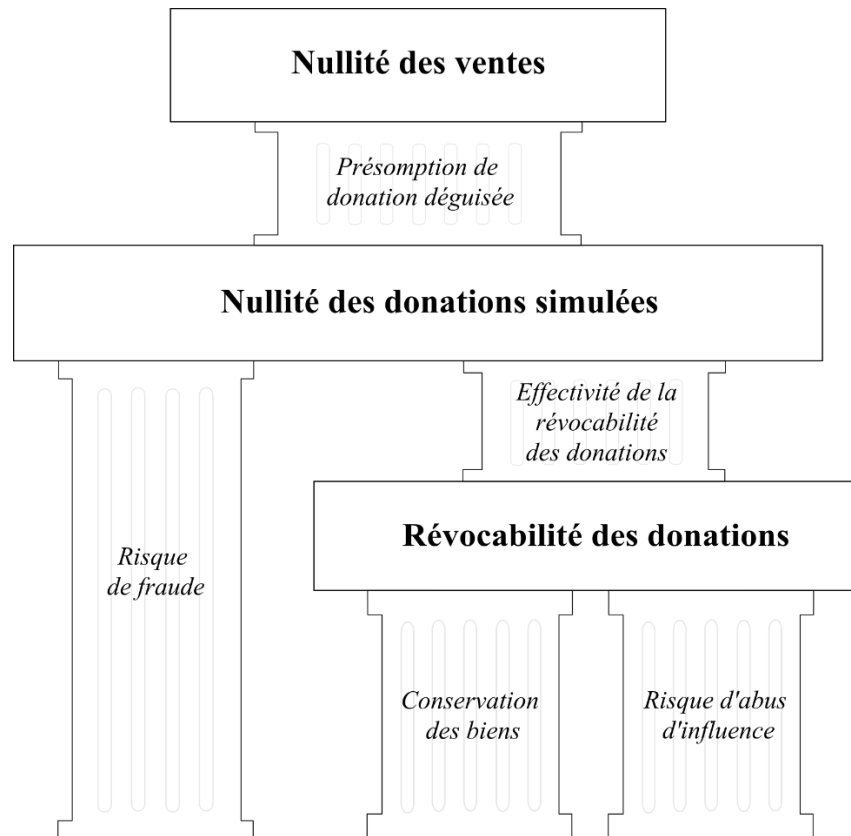 Nullité des ventes
Présomption de
donation déguisée
Nullité des donations simulées
Effectivité de la
révocabilité
des donations
Révocabilité des donations
Risque
de fraude
Conservation
des biens
Risque d'abus
d'influence